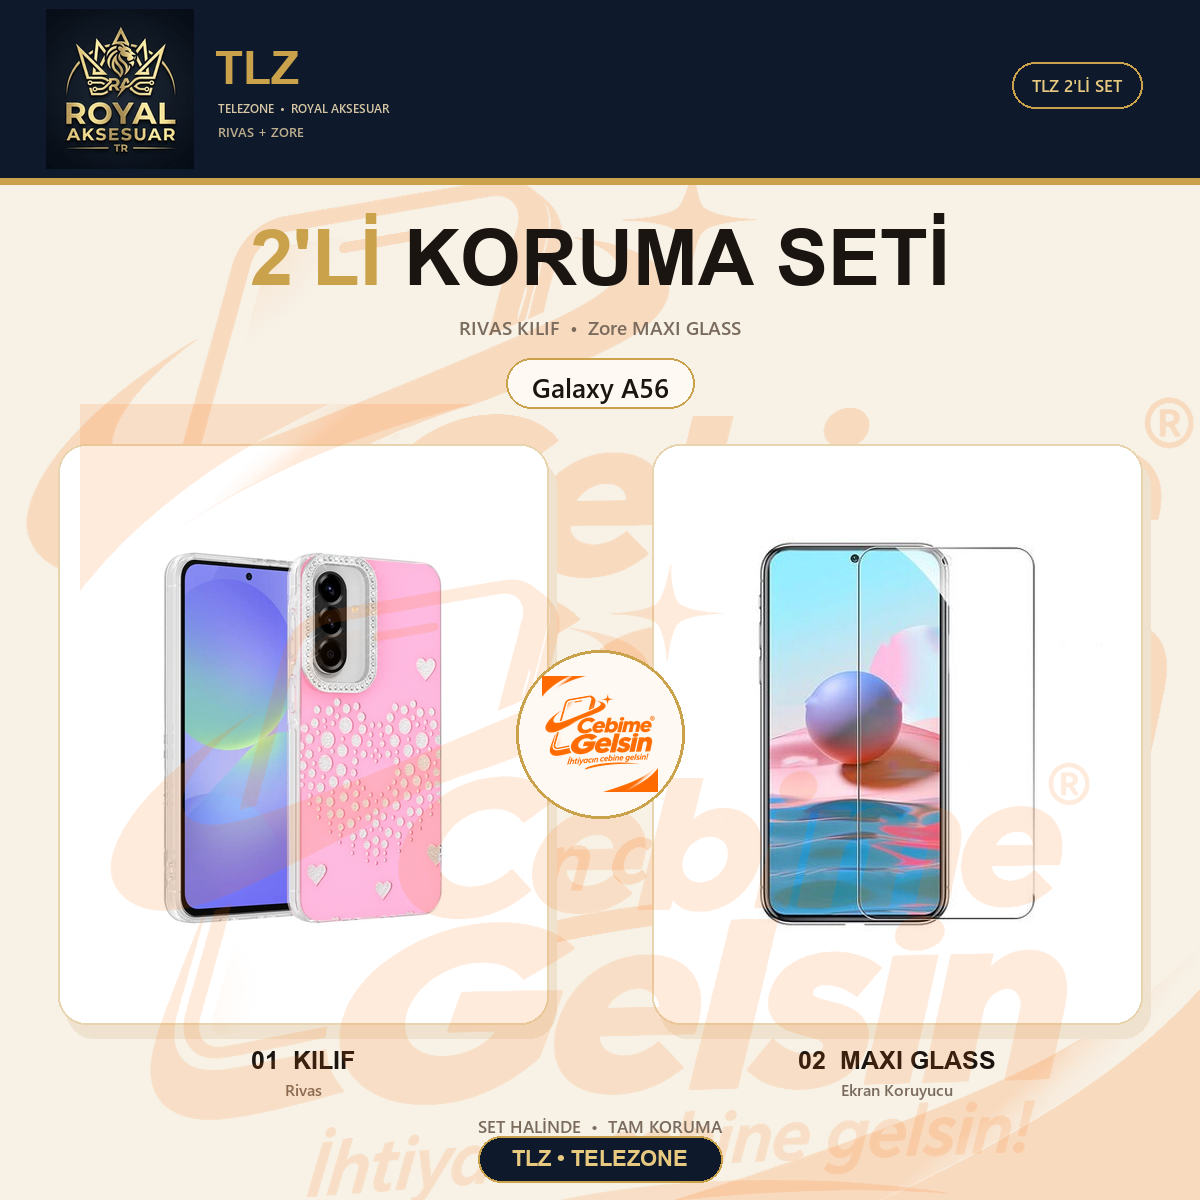 ROYAL
AKSESUAR
TR
TLZ
TELEZONE • ROYAL AKSESUAR
RIVAS + ZORE
TLZ 2'Lİ SET
2'Lİ KORUMA SETİ
RIVAS KILIF • Zore MAXI GLASS
Galaxy A56
Cebime
Gelsin
İhtiyacın cebine gelsin!
Cebime
Gelsin
®
01 KILIF
Rivas
02 MAXI GLASS
Ekran Koruyucu
SET HALİNDE • TAM KORUMA
TLZ • TELEZONE